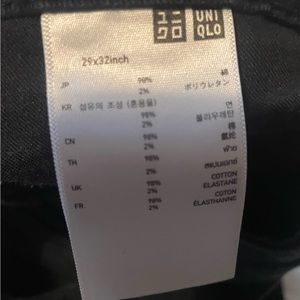 ユニ UNI
クロ QLO
29x32inch
JP 98% 綿
2% ポリウレタン
KR 섬유의 조성 (혼용율)
98% 면
2% 폴리우레탄
CN 98% 棉
2% 氨纶
TH 98% ฝ้าย
2% สแปนเดกซ์
UK 98% COTTON
2% ELASTANE
FR 98% COTON
2% ÉLASTHANNE